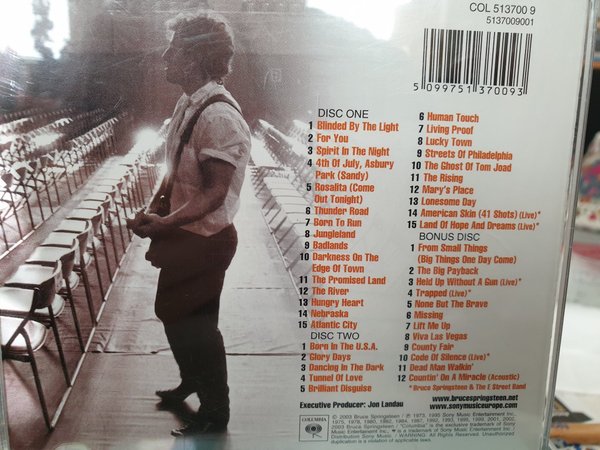 COL 513700 9
5137009001
5 099751 370093
DISC ONE
1 Blinded By The Light
2 For You
3 Spirit In The Night
4 4th Of July, Asbury
Park (Sandy)
5 Rosalita (Come
Out Tonight)
6 Thunder Road
7 Born To Run
8 Jungleland
9 Badlands
10 Darkness On The
Edge Of Town
11 The Promised Land
12 The River
13 Hungry Heart
14 Nebraska
15 Atlantic City
DISC TWO
1 Born In The U.S.A.
2 Glory Days
3 Dancing In The Dark
4 Tunnel Of Love
5 Brilliant Disguise
6 Human Touch
7 Living Proof
8 Lucky Town
9 Streets Of Philadelphia
10 The Ghost Of Tom Joad
11 The Rising
12 Mary's Place
13 Lonesome Day
14 American Skin (41 Shots) (Live)*
15 Land Of Hope And Dreams (Live)*
BONUS DISC
1 From Small Things
(Big Things One Day Come)
2 The Big Payback
3 Held Up Without A Gun (Live)*
4 Trapped (Live)*
5 None But The Brave
6 Missing
7 Lift Me Up
8 Viva Las Vegas
9 County Fair
10 Code Of Silence (Live)*
11 Dead Man Walkin'
12 Countin' On A Miracle (Acoustic)
* Bruce Springsteen & The E Street Band
Executive Producer: Jon Landau
www.brucespringsteen.net
www.sonymusiceurope.com
COLUMBIA
© 2003 Bruce Springsteen